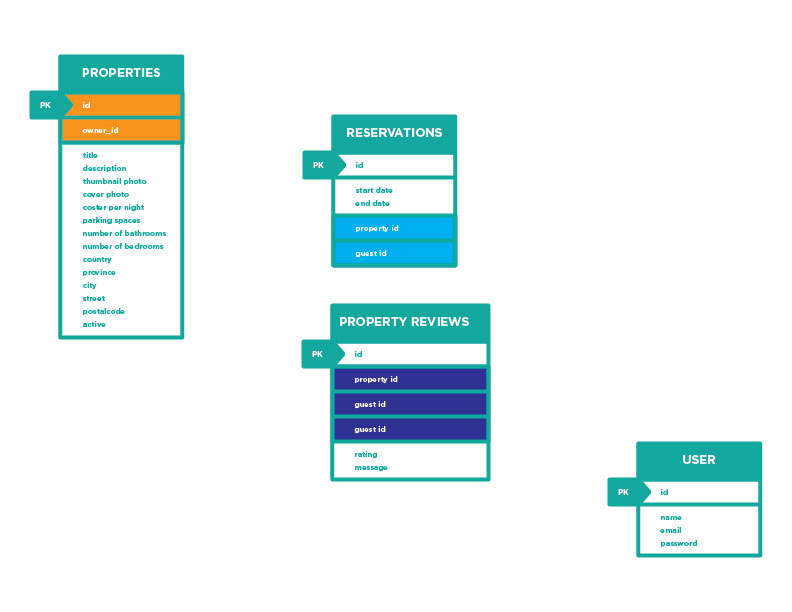 PROPERTIES
PK
id
owner_id
title
description
thumbnail photo
cover photo
coster per night
parking spaces
number of bathrooms
number of bedrooms
country
province
city
street
postalcode
active
RESERVATIONS
PK
id
start date
end date
property id
guest id
PROPERTY REVIEWS
PK
id
property id
guest id
guest id
rating
message
USER
PK
id
name
email
password